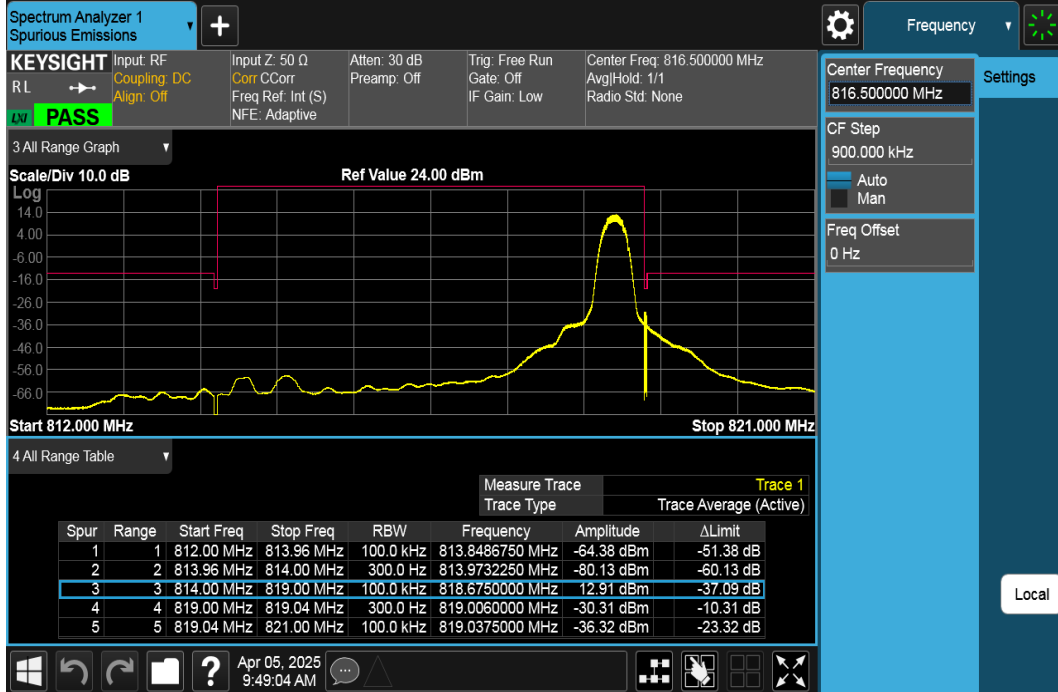 Spectrum Analyzer 1
Spurious Emissions
Frequency
KEYSIGHT
RL
LXI
PASS
Input: RF
Coupling: DC
Align: Off
Input Z: 50 Ω
Corr CCorr
Freq Ref: Int (S)
NFE: Adaptive
Atten: 30 dB
Preamp: Off
Trig: Free Run
Gate: Off
IF Gain: Low
Center Freq: 816.500000 MHz
Avg|Hold: 1/1
Radio Std: None
Center Frequency
816.500000 MHz
Settings
CF Step
900.000 kHz
Auto
Man
Freq Offset
0 Hz
3 All Range Graph
Scale/Div 10.0 dB
Ref Value 24.00 dBm
Log
14.0
4.00
-6.00
-16.0
-26.0
-36.0
-46.0
-56.0
-66.0
Start 812.000 MHz
Stop 821.000 MHz
4 All Range Table
Measure Trace Trace 1
Trace Type Trace Average (Active)
Spur Range Start Freq Stop Freq RBW Frequency Amplitude ΔLimit
1 1 812.00 MHz 813.96 MHz 100.0 kHz 813.8486750 MHz -64.38 dBm -51.38 dB
2 2 813.96 MHz 814.00 MHz 300.0 Hz 813.9732250 MHz -80.13 dBm -60.13 dB
3 3 814.00 MHz 819.00 MHz 100.0 kHz 818.6750000 MHz 12.91 dBm -37.09 dB
4 4 819.00 MHz 819.04 MHz 300.0 Hz 819.0060000 MHz -30.31 dBm -10.31 dB
5 5 819.04 MHz 821.00 MHz 100.0 kHz 819.0375000 MHz -36.32 dBm -23.32 dB
Local
Apr 05, 2025
9:49:04 AM